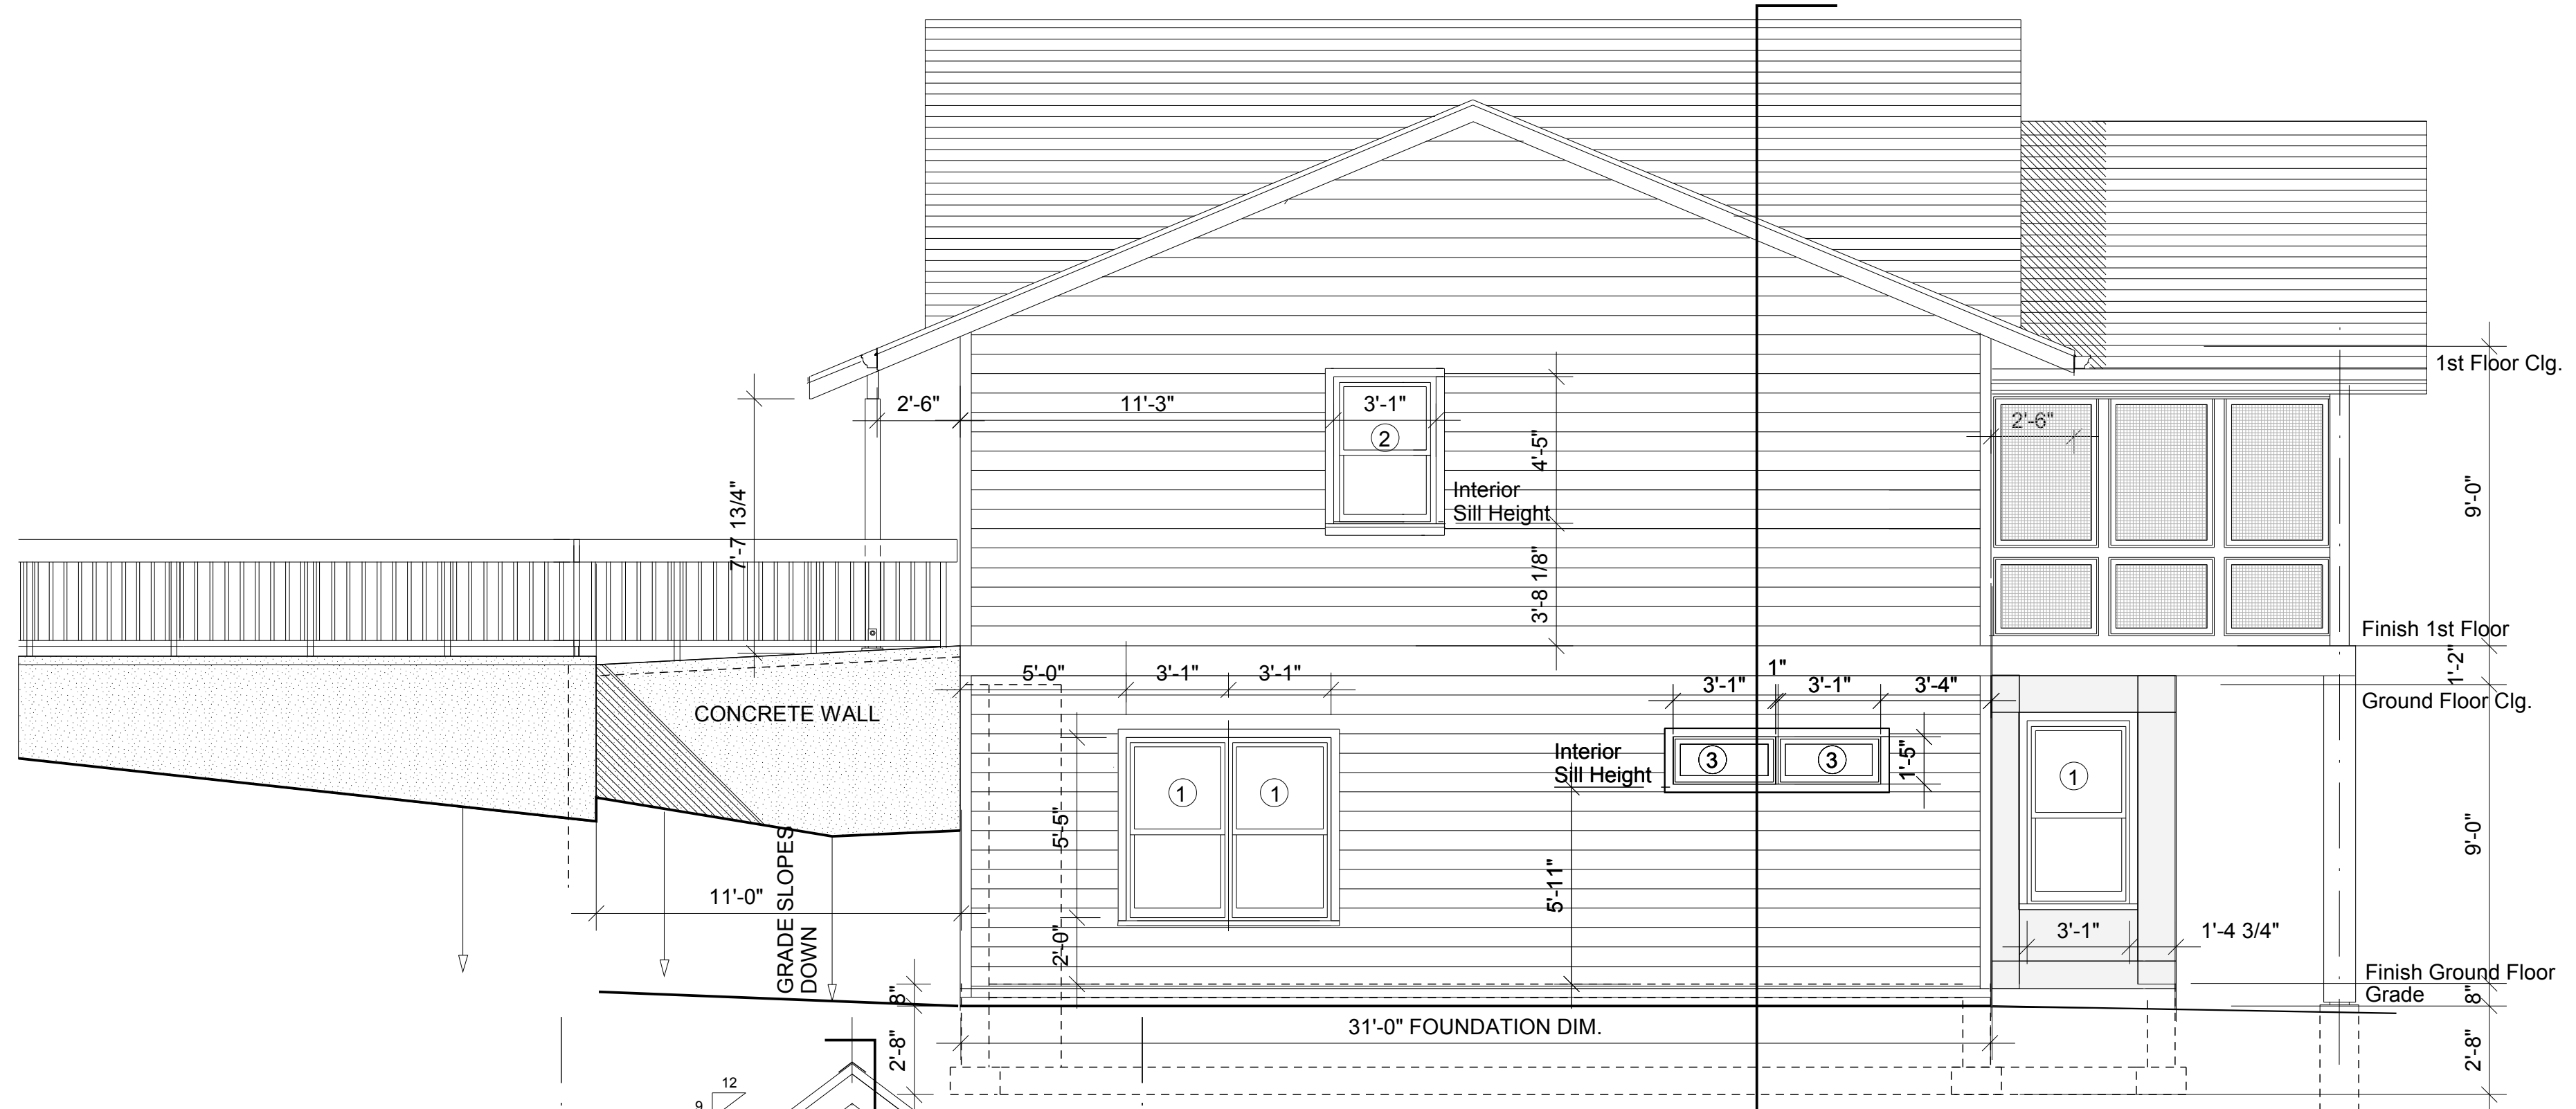 1st Floor Clg.
2'-6"
11'-3"
3'-1"
2
2'-6"
4'-5"
Interior
Sill Height
7'-7 13/4"
9'-0"
3'-8 1/8"
Finish 1st Floor
1'-2"
5'-0"
3'-1"
3'-1"
1"
3'-1"
3'-1"
3'-4"
Ground Floor Clg.
CONCRETE WALL
Interior
Sill Height
3
3
1'-5"
1
1
1
5'-5"
9'-0"
GRADE SLOPES
DOWN
11'-0"
5'-11"
2'-0"
3'-1"
1'-4 3/4"
Finish Ground Floor
Grade
8"
8"
31'-0" FOUNDATION DIM.
2'-8"
2'-8"
12
9